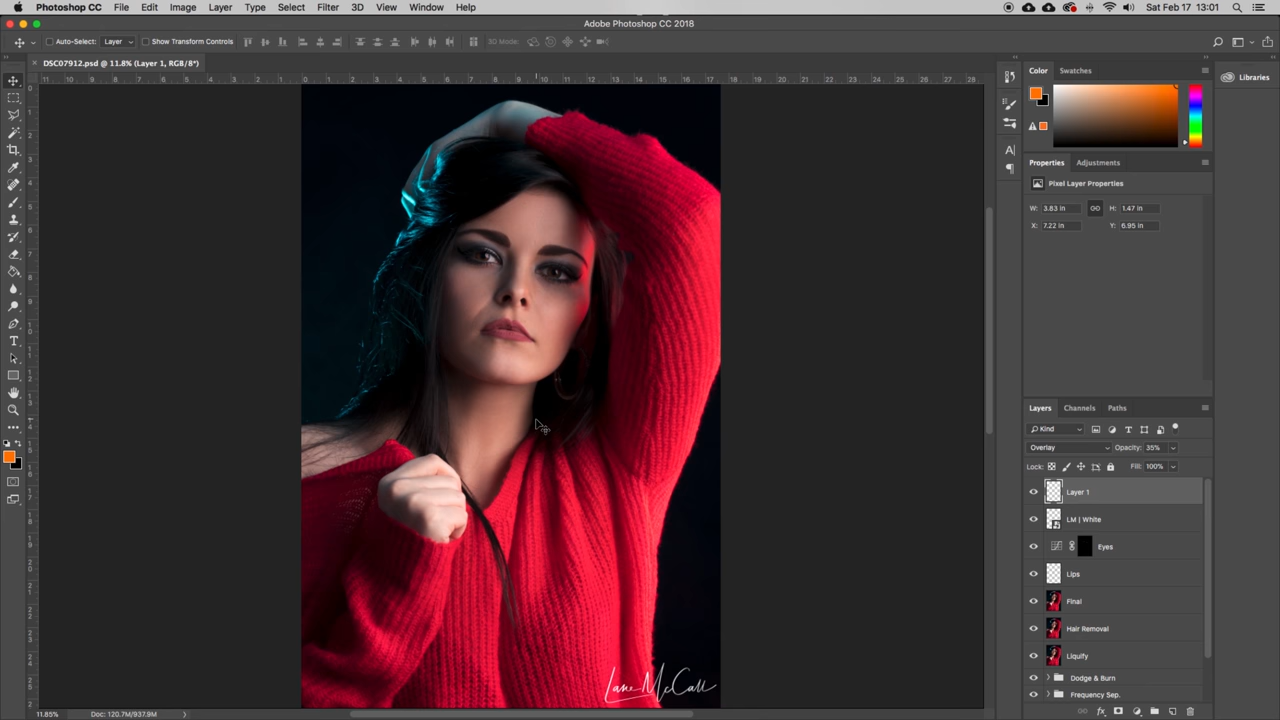 Photoshop CC File Edit Image Layer Type Select Filter 3D View Window Help Sat Feb 17 13:01
Adobe Photoshop CC 2018
Auto-Select: Layer Show Transform Controls 3D Mode:
DSC07912.psd @ 11.8% (Layer 1, RGB/8*)
Color Swatches
Libraries
Properties Adjustments
Pixel Layer Properties
W: 3.83 in H: 1.47 in
X: 7.22 in Y: 6.95 in
Layers Channels Paths
Kind
Overlay Opacity: 35%
Lock: Fill: 100%
Layer 1
LM | White
Eyes
Lips
Final
Hair Removal
Liquify
Dodge & Burn
Frequency Sep.
Lane McCall
11.85% Doc: 120.7M/937.9M